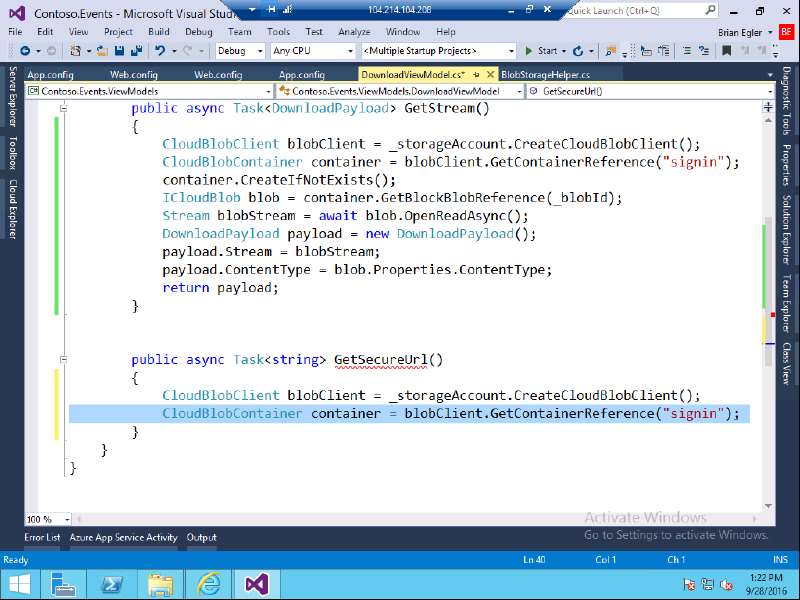 Contoso.Events - Microsoft Visual Studi
104.214.104.208
Quick Launch (Ctrl+Q)
File Edit View Project Build Debug Team Tools Test Analyze Window Help
Brian Egler
BE
Debug Any CPU <Multiple Startup Projects> Start
App.config Web.config Web.config App.config DownloadViewModel.cs* BlobStorageHelper.cs
Contoso.Events.ViewModels Contoso.Events.ViewModels.DownloadViewModel GetSecureUrl()
Server Explorer
Toolbox
Cloud Explorer
public async Task<DownloadPayload> GetStream()
{
CloudBlobClient blobClient = _storageAccount.CreateCloudBlobClient();
CloudBlobContainer container = blobClient.GetContainerReference("signin");
container.CreateIfNotExists();
ICloudBlob blob = container.GetBlockBlobReference(_blobId);
Stream blobStream = await blob.OpenReadAsync();
DownloadPayload payload = new DownloadPayload();
payload.Stream = blobStream;
payload.ContentType = blob.Properties.ContentType;
return payload;
}
public async Task<string> GetSecureUrl()
{
CloudBlobClient blobClient = _storageAccount.CreateCloudBlobClient();
CloudBlobContainer container = blobClient.GetContainerReference("signin");
}
}
}
Diagnostic Tools
Properties
Solution Explorer
Team Explorer
Class View
100 %
Activate Windows
Go to Settings to activate Windows.
Error List Azure App Service Activity Output
Ready Ln 40 Col 1 Ch 1 INS
1:22 PM
9/28/2016